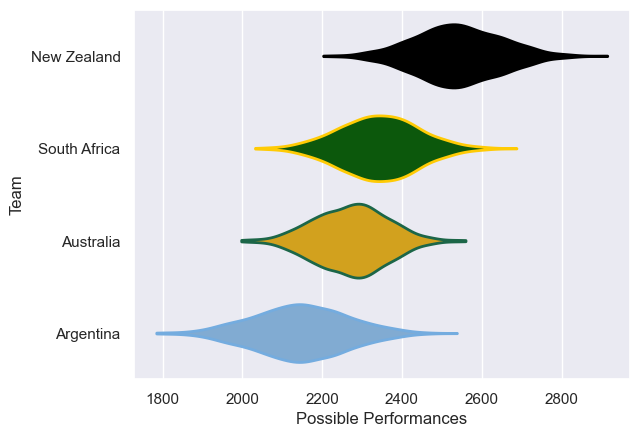 New Zealand
South Africa
Australia
Argentina
Team
1800 2000 2200 2400 2600 2800
Possible Performances